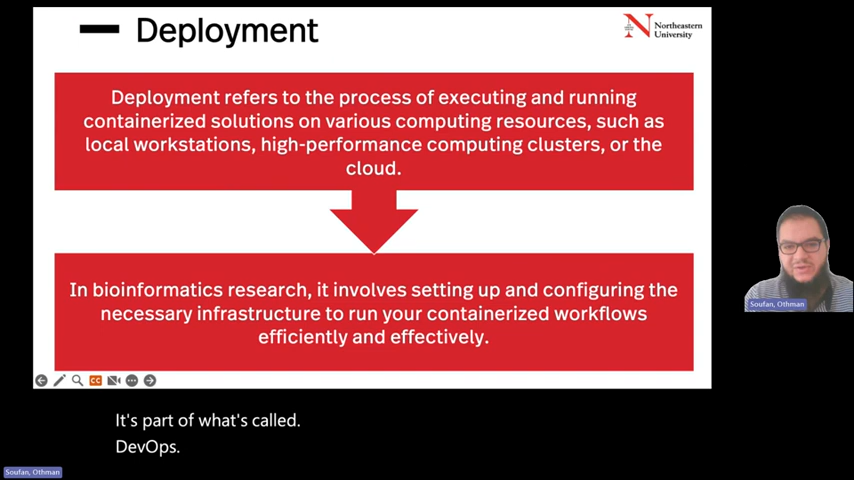 Deployment
Northeastern
University
Deployment refers to the process of executing and running
containerized solutions on various computing resources, such as
local workstations, high-performance computing clusters, or the
cloud.
In bioinformatics research, it involves setting up and configuring the
necessary infrastructure to run your containerized workflows
efficiently and effectively.
Soufan, Othman
CC
It's part of what's called.
DevOps.
Soufan, Othman